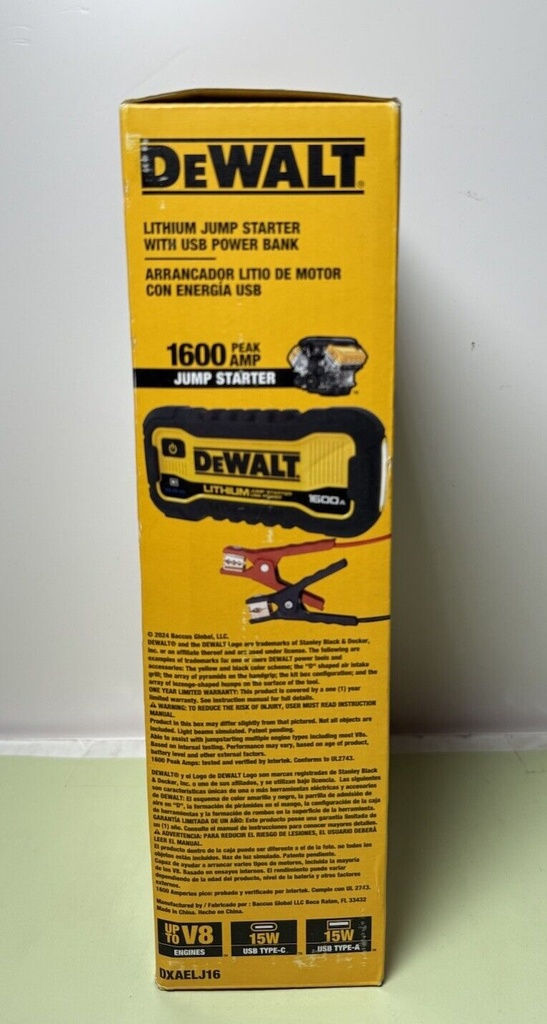 DEWALT
LITHIUM JUMP STARTER
WITH USB POWER BANK
ARRANCADOR LITIO DE MOTOR
CON ENERGÍA USB
1600 PEAK AMP
JUMP STARTER
DEWALT
LITHIUM JUMP STARTER
1600A
© 2024 Baccus Global, LLC.
DEWALT® and the DEWALT Logo are trademarks of Stanley Black & Decker,
Inc. or an affiliate thereof and are used under license. The following are
examples of trademarks for one or more DEWALT power tools and
accessories: The yellow and black color scheme; the "D" shaped air intake
grill; the array of pyramids on the handgrip; the kit box configuration; and the
array of lozenge-shaped humps on the surface of the tool.
ONE YEAR LIMITED WARRANTY: This product is covered by a one (1) year
limited warranty. See instruction manual for full details.
WARNING: TO REDUCE THE RISK OF INJURY, USER MUST READ INSTRUCTION
MANUAL.
Product in this box may differ slightly from that pictured. Not all objects are
included. Light beams simulated. Patent pending.
Able to assist with jumpstarting multiple engine types including most V8s.
Based on internal testing. Performance may vary, based on age of product,
battery level and other external factors.
1600 Peak Amps: tested and verified by Intertek. Conforms to UL2743.
DEWALT® y el Logo de DEWALT Logo son marcas registradas de Stanley Black
& Decker, Inc. o una de sus afiliados, y se utilizan bajo licencia. Las siguientes
son características únicas de una o más herramientas eléctricas y accesorios
de DEWALT: El esquema de color amarillo y negro, la parrilla de admisión de
aire en "D", la formación de pirámides en el mango, la configuración de la caja
de herramientas y la formación de rombos en la superficie de la herramienta.
GARANTÍA LIMITADA DE UN AÑO: Este producto posee una garantía limitada de
un (1) año. Consulte el manual de instrucciones para conocer mayores detalles.
ADVERTENCIA: PARA REDUCIR EL RIESGO DE LESIONES, EL USUARIO DEBERÁ
LEER EL MANUAL.
El producto dentro de la caja puede ser diferente a el de la foto. no todos los
objetos están incluidos. Haz de luz simulado. Patente pendiente.
Capaz de ayudar a arrancar varios tipos de motores, incluida la mayoría
de los V8. Basado en ensayos internos. El rendimiento puede variar
dependiendo de la edad del producto, nivel de la batería y otros factores
externos.
1600 Amperios pico: probado y verificado por Intertek. Cumple con UL 2743.
Manufactured by / Fabricado por : Baccus Global LLC Boca Raton, FL 33432
Made in China. Hecho en China.
UP TO V8
ENGINES
15W
USB TYPE-C
15W
USB TYPE-A
DXAELJ16